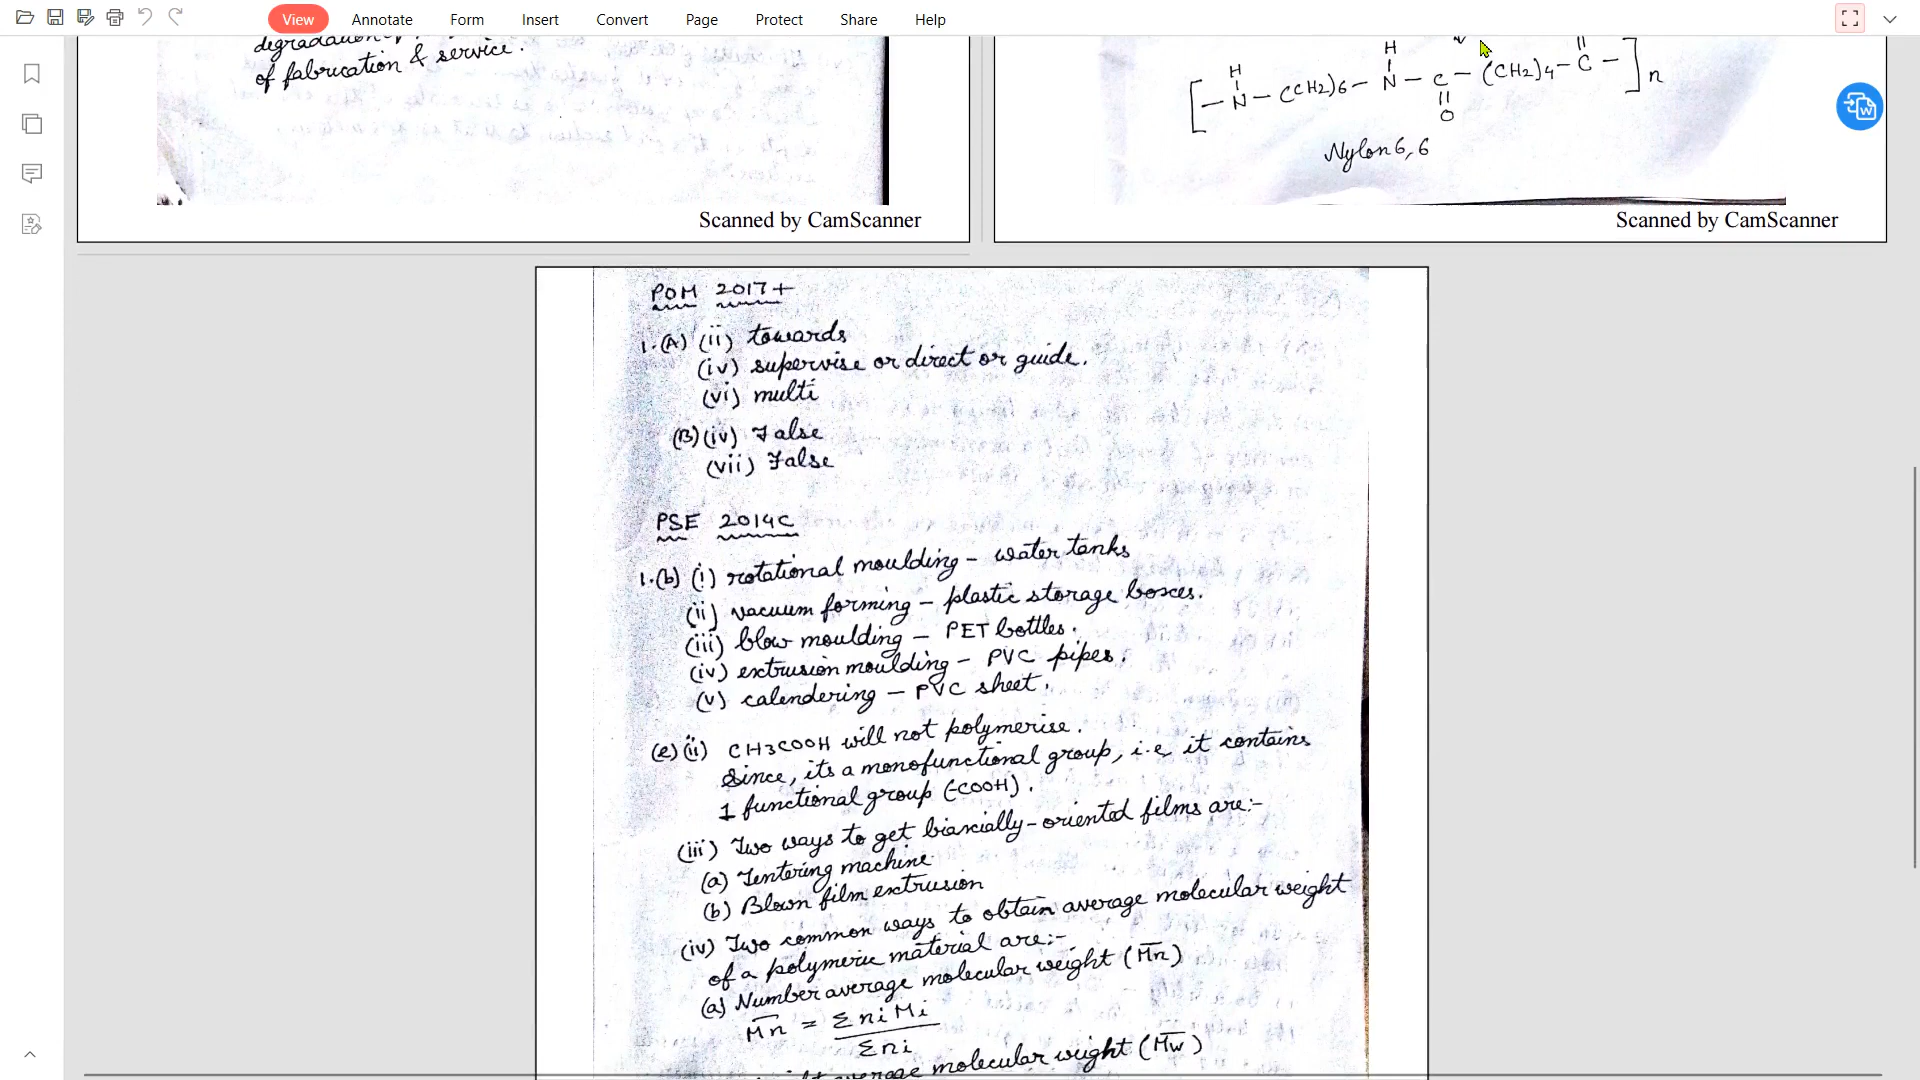 View Annotate Form Insert Convert Page Protect Share Help
of fabrication & service.
Scanned by CamScanner
H H
[ - N - (CH2)6 - N - C - (CH2)4 - C - ] n
O
Nylon 6,6
Scanned by CamScanner
POM 2017+
1.(A) (ii) towards
(iv) supervise or direct or guide.
(vi) multi
(B)(iv) False
(vii) False
PSE 2014C
1.(b) (i) rotational moulding - water tanks
(ii) vacuum forming - plastic storage boxes.
(iii) blow moulding - PET bottles.
(iv) extrusion moulding - PVC pipes.
(v) calendering - PVC sheet.
(e)(ii) CH3COOH will not polymerise.
Since, its a monofunctional group, i.e, it contains
1 functional group (-COOH).
(iii) Two ways to get biaxially-oriented films are:-
(a) Tentering machine
(b) Blown film extrusion
(iv) Two common ways to obtain average molecular weight
of a polymeric material are:-
(a) Number average molecular weight (M̅n)
M̅n = Σ ni Mi
Σ ni
average molecular weight (M̅w)